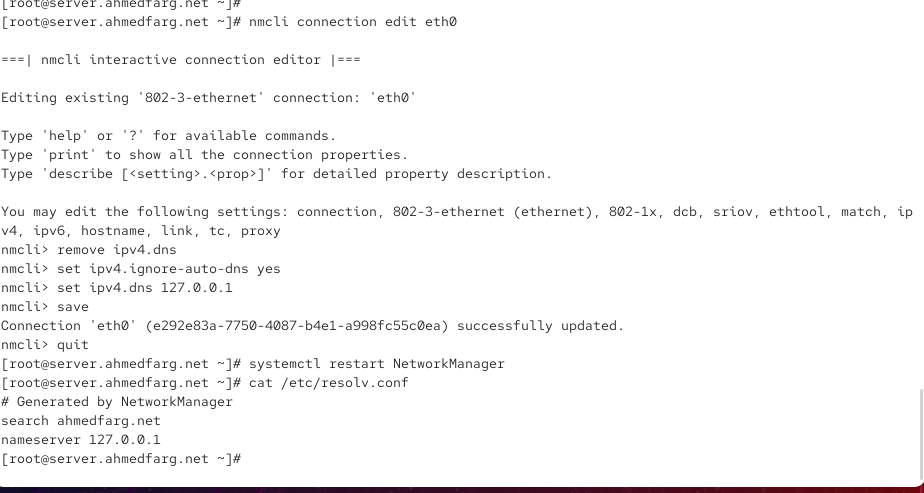 [root@server.ahmedfarg.net ~]#
[root@server.ahmedfarg.net ~]# nmcli connection edit eth0
===| nmcli interactive connection editor |===
Editing existing '802-3-ethernet' connection: 'eth0'
Type 'help' or '?' for available commands.
Type 'print' to show all the connection properties.
Type 'describe [<setting>.<prop>]' for detailed property description.
You may edit the following settings: connection, 802-3-ethernet (ethernet), 802-1x, dcb, sriov, ethtool, match, ip
v4, ipv6, hostname, link, tc, proxy
nmcli> remove ipv4.dns
nmcli> set ipv4.ignore-auto-dns yes
nmcli> set ipv4.dns 127.0.0.1
nmcli> save
Connection 'eth0' (e292e83a-7750-4087-b4e1-a998fc55c0ea) successfully updated.
nmcli> quit
[root@server.ahmedfarg.net ~]# systemctl restart NetworkManager
[root@server.ahmedfarg.net ~]# cat /etc/resolv.conf
# Generated by NetworkManager
search ahmedfarg.net
nameserver 127.0.0.1
[root@server.ahmedfarg.net ~]#